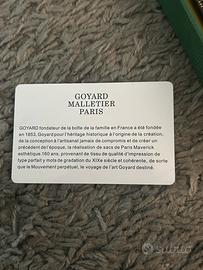 GOYARD
MALLETIER
PARIS
GOYARD fondateur de la boîte de la famille en France a été fondée
en 1853, Goyard pour l'héritage historique à l'origine de la création,
de la conception à l'artisanat jamais de compromis et de créer un
précédent de l'époque, la réalisation de sacs de Paris Maverick
esthétique.160 ans, provenant de tissu de qualité d'impression de
type parfait y mots de gradation du XIXe siècle et cohérente, de sorte
que le Mouvement perpétuel, le voyage de l'art Goyard destiné.
subito